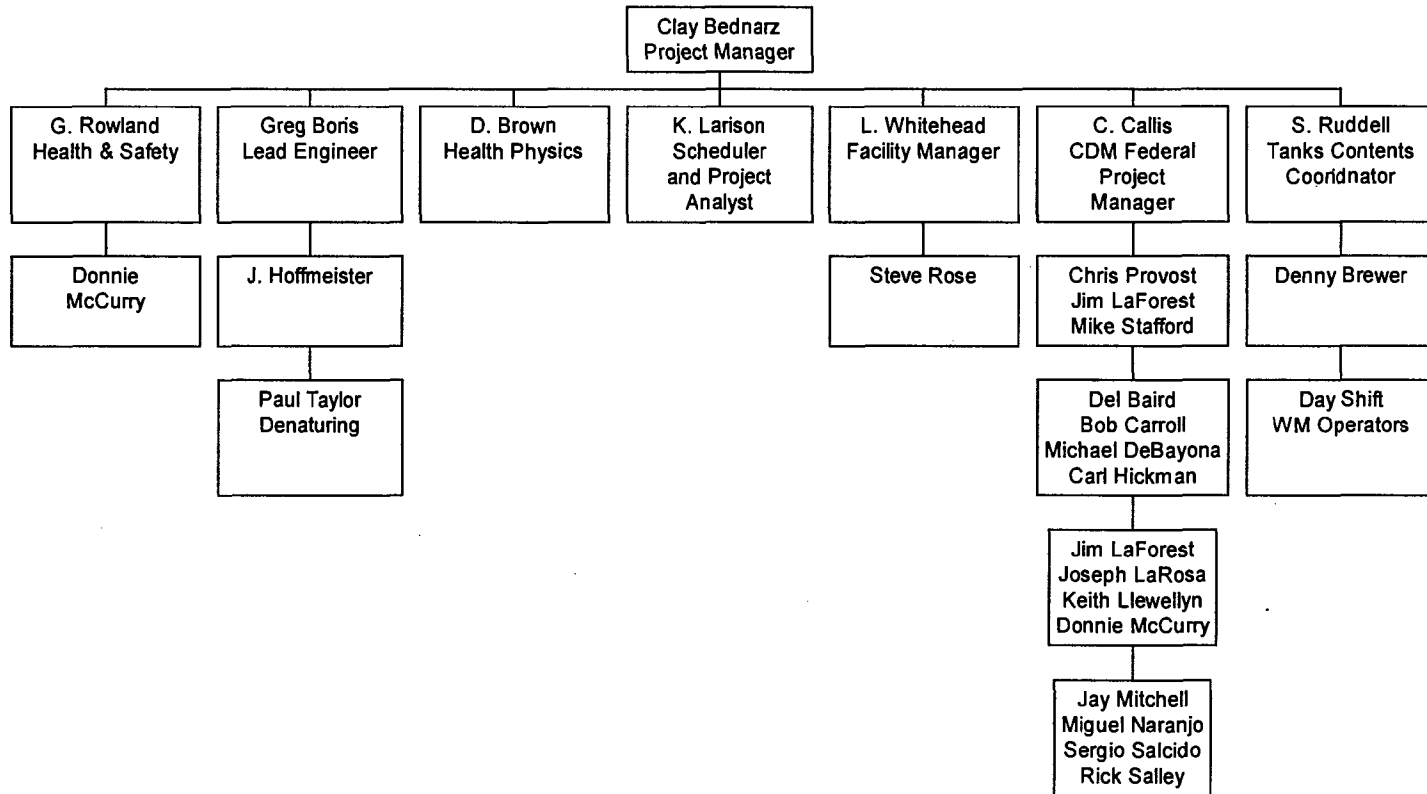 Clay Bednarz
Project Manager
G. Rowland
Health & Safety
Greg Boris
Lead Engineer
D. Brown
Health Physics
K. Larison
Scheduler
and Project
Analyst
L. Whitehead
Facility Manager
C. Callis
CDM Federal
Project
Manager
S. Ruddell
Tanks Contents
Cooridnator
Donnie
McCurry
J. Hoffmeister
Steve Rose
Chris Provost
Jim LaForest
Mike Stafford
Denny Brewer
Paul Taylor
Denaturing
Del Baird
Bob Carroll
Michael DeBayona
Carl Hickman
Day Shift
WM Operators
Jim LaForest
Joseph LaRosa
Keith Llewellyn
Donnie McCurry
Jay Mitchell
Miguel Naranjo
Sergio Salcido
Rick Salley